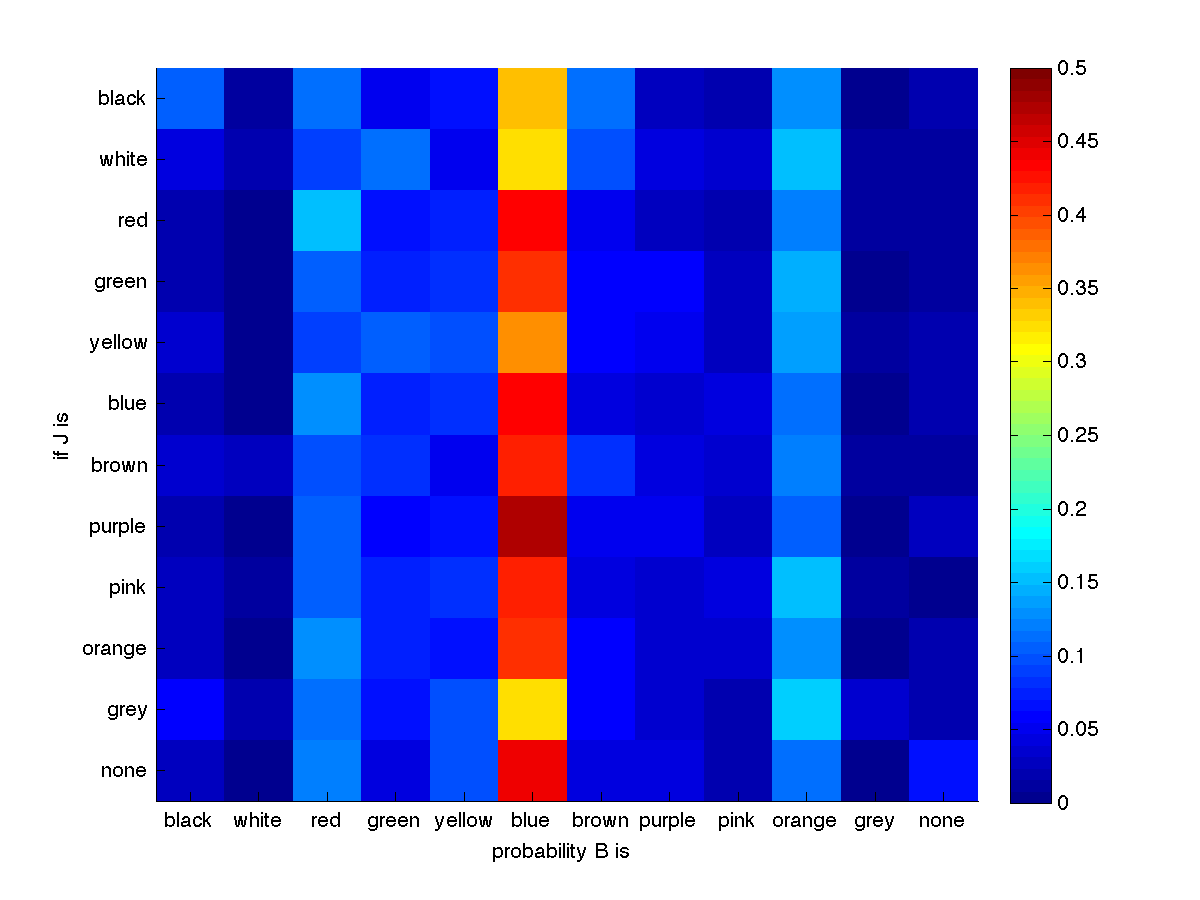 if J is
black
white
red
green
yellow
blue
brown
purple
pink
orange
grey
none
black white red green yellow blue brown purple pink orange grey none
probability B is
0.5
0.45
0.4
0.35
0.3
0.25
0.2
0.15
0.1
0.05
0